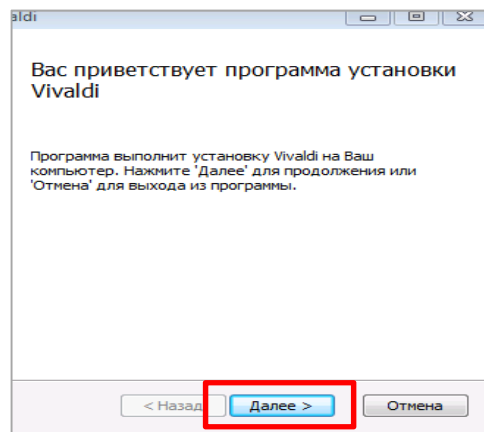 aldi
Вас приветствует программа установки
Vivaldi
Программа выполнит установку Vivaldi на Ваш
компьютер. Нажмите 'Далее' для продолжения или
'Отмена' для выхода из программы.
< Назад Далее > Отмена